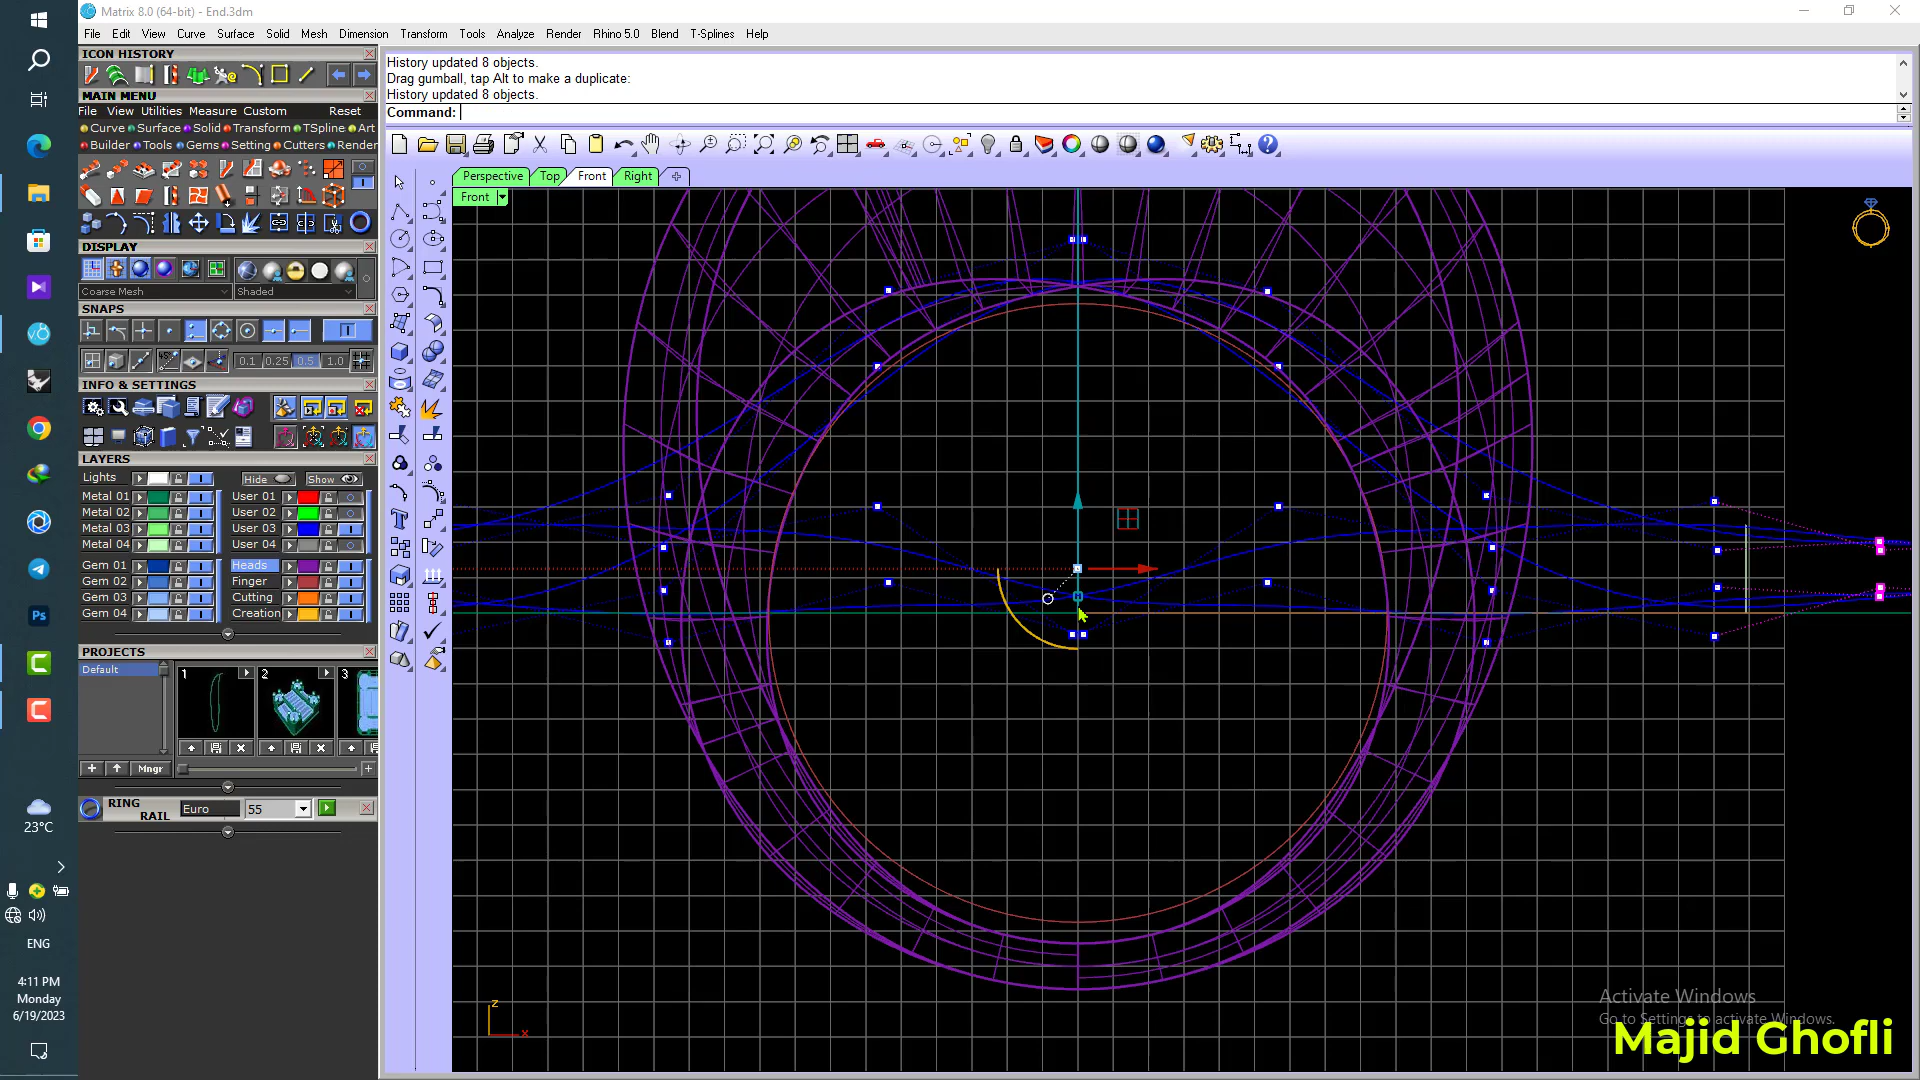 Matrix 8.0 (64-bit) - End.3dm
File Edit View Curve Surface Solid Mesh Dimension Transform Tools Analyze Render Rhino 5.0 Blend T-Splines Help
ICON HISTORY
MAIN MENU
File View Utilities Measure Custom Reset
Curve Surface Solid Transform TSpline Art
Builder Tools Gems Setting Cutters Render
DISPLAY
Coarse Mesh Shaded
SNAPS
0.1 0.25 0.5 1.0
INFO & SETTINGS
LAYERS
Lights Hide Show
Metal 01 User 01
Metal 02 User 02
Metal 03 User 03
Metal 04 User 04
Gem 01 Heads
Gem 02 Finger
Gem 03 Cutting
Gem 04 Creation
PROJECTS
Default
1 2 3
Mngr
RING RAIL Euro 55
History updated 8 objects.
Drag gumball, tap Alt to make a duplicate:
History updated 8 objects.
Command:
Perspective Top Front Right
Front
z
x
23°C
ENG
4:11 PM
Monday
6/19/2023
Activate Windows
Go to Settings to activate Windows.
Majid Ghofli